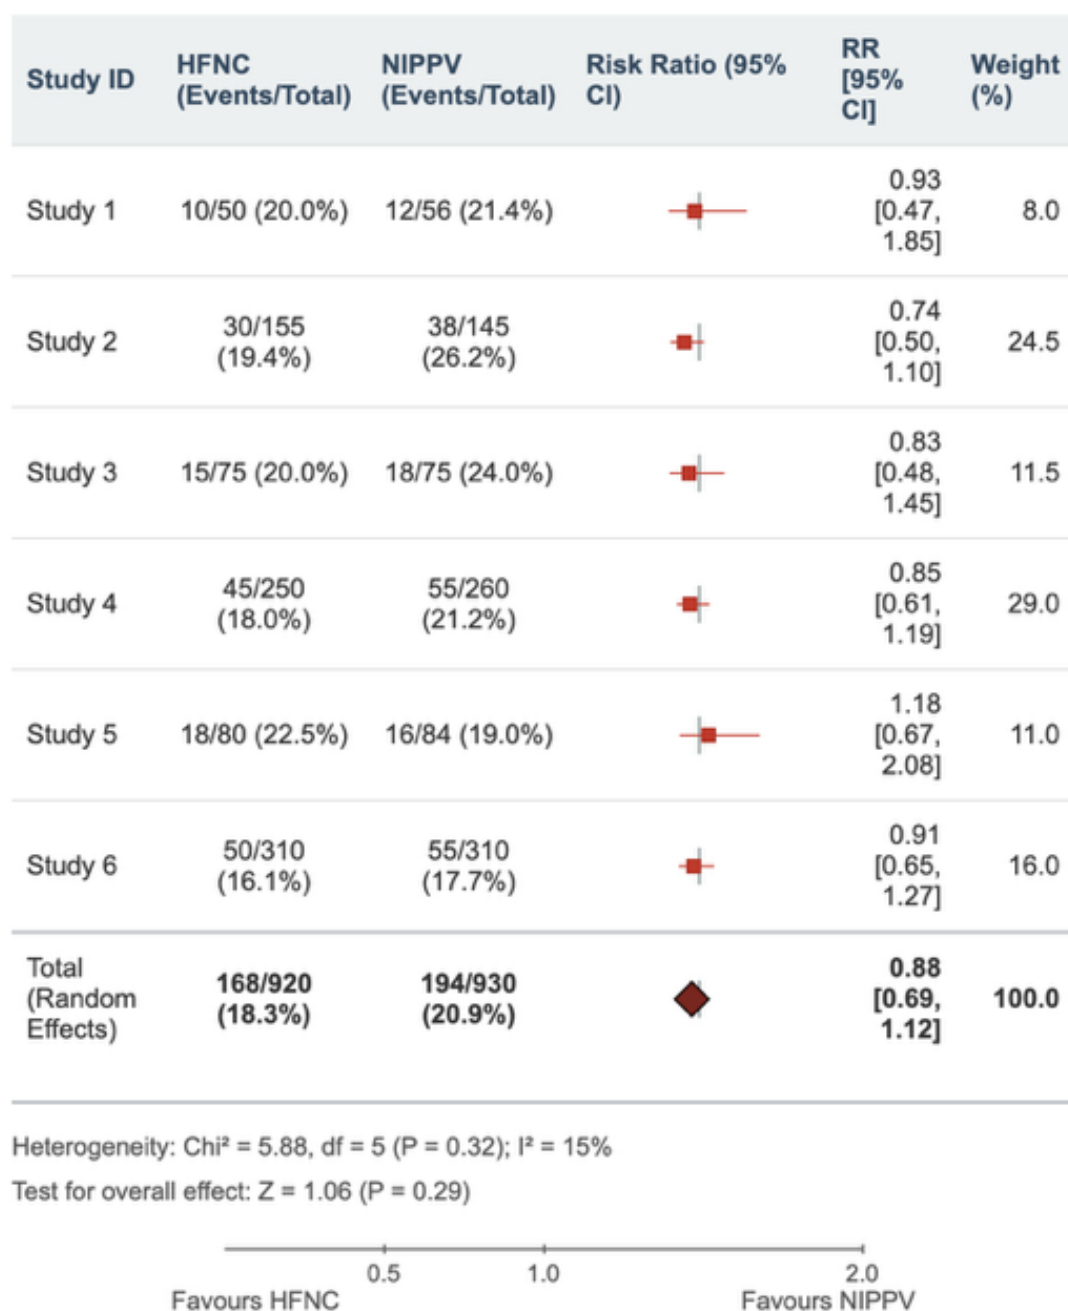 Study ID
HFNC
(Events/Total)
NIPPV
(Events/Total)
Risk Ratio (95%
CI)
RR
[95%
CI]
Weight
(%)
Study 1
10/50 (20.0%)
12/56 (21.4%)
0.93
[0.47,
1.85]
8.0
Study 2
30/155
(19.4%)
38/145
(26.2%)
0.74
[0.50,
1.10]
24.5
Study 3
15/75 (20.0%)
18/75 (24.0%)
0.83
[0.48,
1.45]
11.5
Study 4
45/250
(18.0%)
55/260
(21.2%)
0.85
[0.61,
1.19]
29.0
Study 5
18/80 (22.5%)
16/84 (19.0%)
1.18
[0.67,
2.08]
11.0
Study 6
50/310
(16.1%)
55/310
(17.7%)
0.91
[0.65,
1.27]
16.0
Total
(Random
Effects)
168/920
(18.3%)
194/930
(20.9%)
0.88
[0.69,
1.12]
100.0
Heterogeneity: Chi² = 5.88, df = 5 (P = 0.32); I² = 15%
Test for overall effect: Z = 1.06 (P = 0.29)
0.5 1.0 2.0
Favours HFNC Favours NIPPV